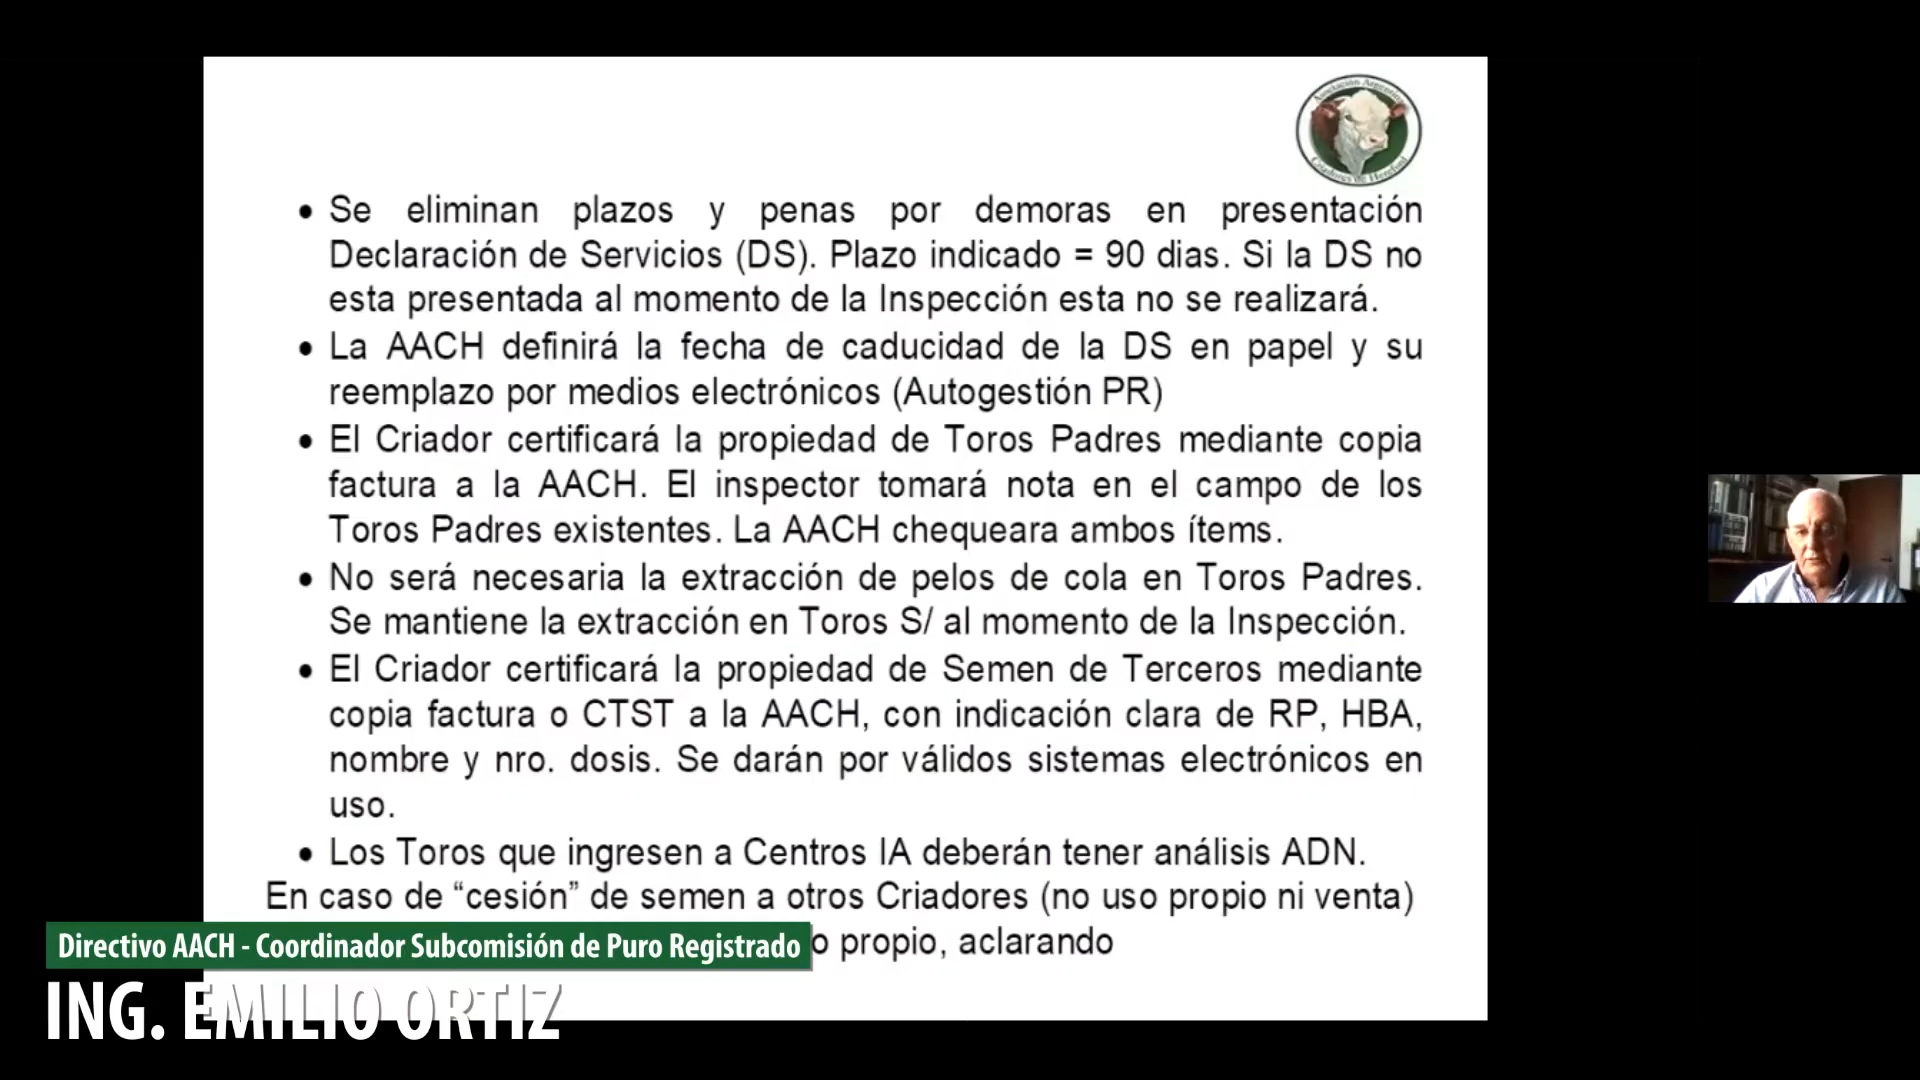 Asociación Argentina
Criadores de Hereford
• Se eliminan plazos y penas por demoras en presentación
Declaración de Servicios (DS). Plazo indicado = 90 dias. Si la DS no
esta presentada al momento de la Inspección esta no se realizará.
• La AACH definirá la fecha de caducidad de la DS en papel y su
reemplazo por medios electrónicos (Autogestión PR)
• El Criador certificará la propiedad de Toros Padres mediante copia
factura a la AACH. El inspector tomará nota en el campo de los
Toros Padres existentes. La AACH chequeara ambos ítems.
• No será necesaria la extracción de pelos de cola en Toros Padres.
Se mantiene la extracción en Toros S/ al momento de la Inspección.
• El Criador certificará la propiedad de Semen de Terceros mediante
copia factura o CTST a la AACH, con indicación clara de RP, HBA,
nombre y nro. dosis. Se darán por válidos sistemas electrónicos en
uso.
• Los Toros que ingresen a Centros IA deberán tener análisis ADN.
En caso de “cesión” de semen a otros Criadores (no uso propio ni venta)
o propio, aclarando
Directivo AACH - Coordinador Subcomisión de Puro Registrado
ING. EMILIO ORTIZ